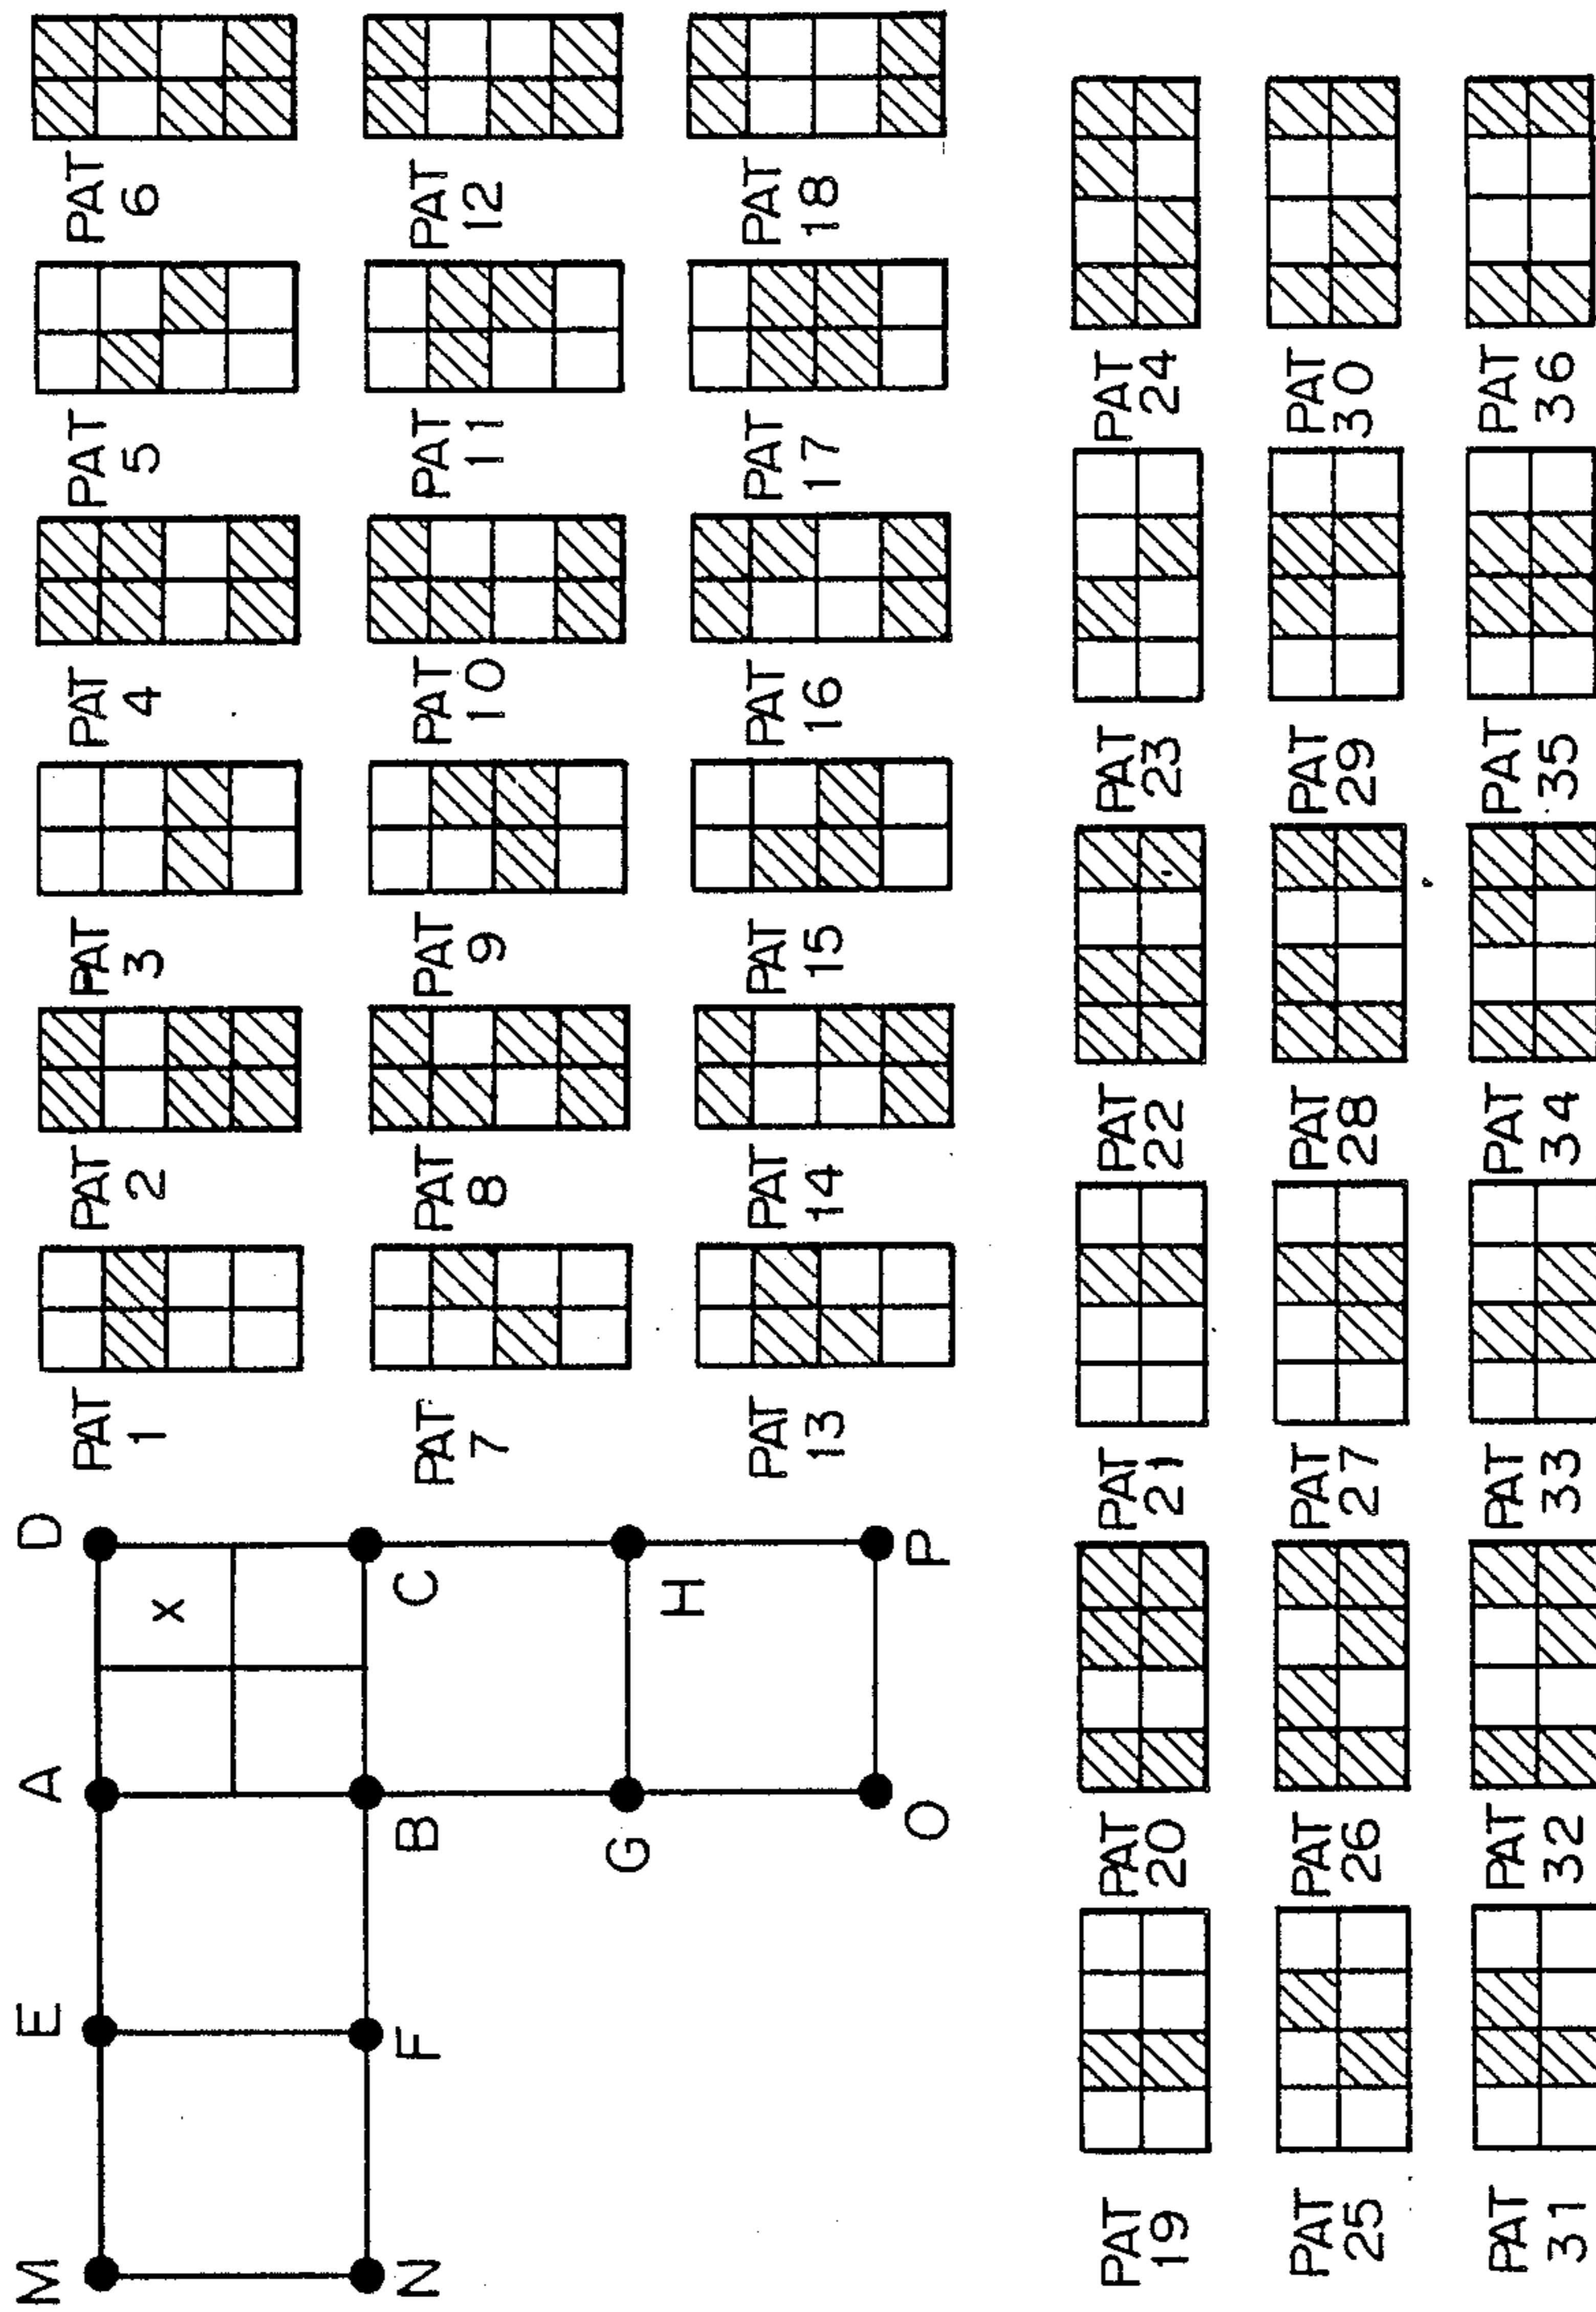 M E A D
X
N F B C
G H
O P
PAT
1
PAT
2
PAT
3
PAT
4
PAT
5
PAT
6
PAT
7
PAT
8
PAT
9
PAT
10
PAT
11
PAT
12
PAT
13
PAT
14
PAT
15
PAT
16
PAT
17
PAT
18
PAT
19
PAT
20
PAT
21
PAT
22
PAT
23
PAT
24
PAT
25
PAT
26
PAT
27
PAT
28
PAT
29
PAT
30
PAT
31
PAT
32
PAT
33
PAT
34
PAT
35
PAT
36